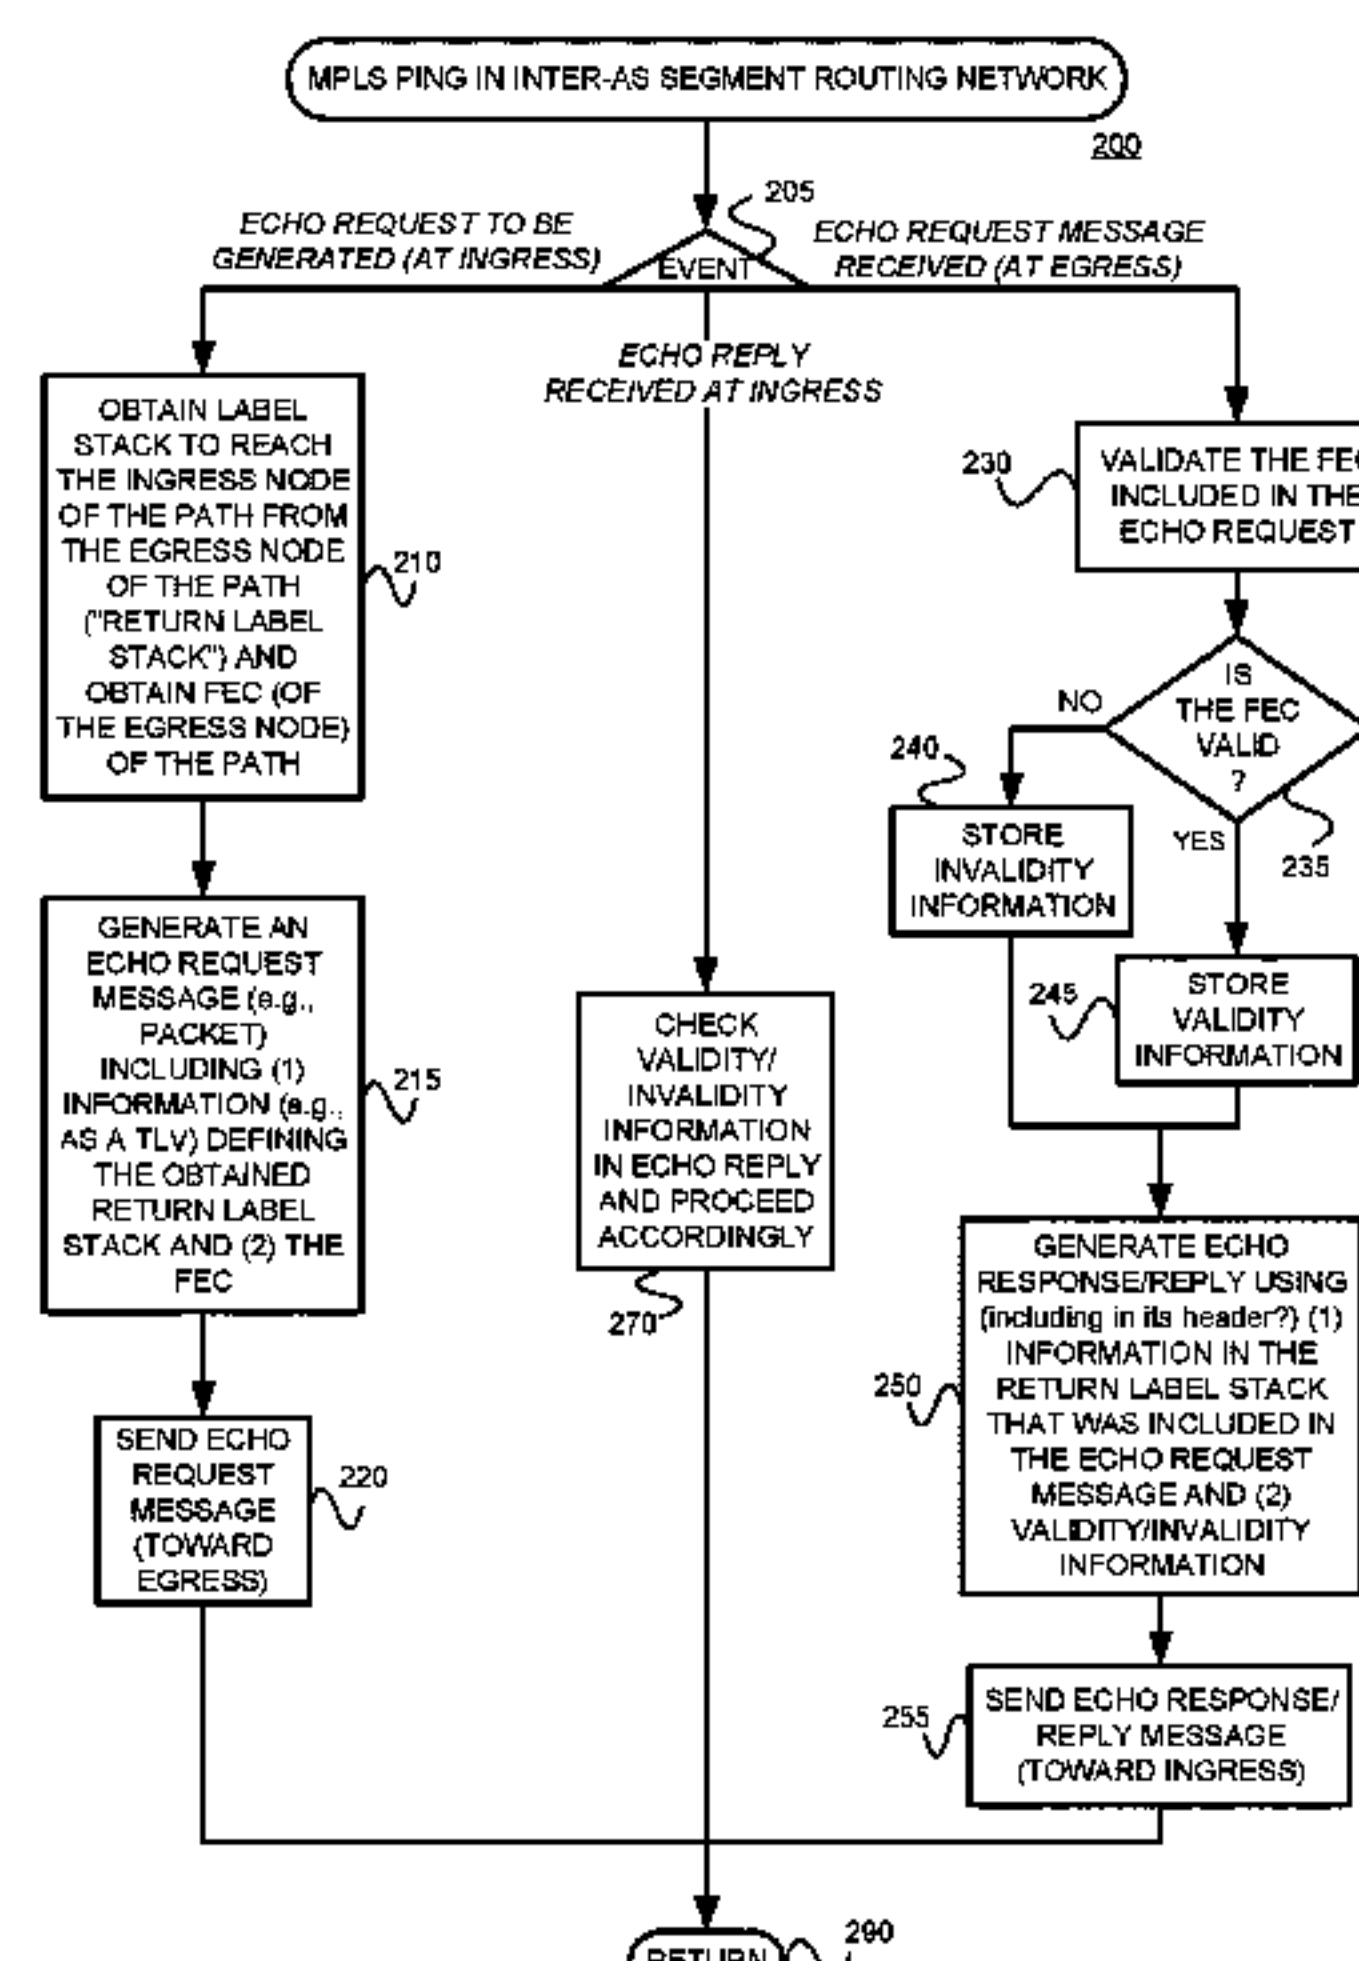 MPLS PING IN INTER-AS SEGMENT ROUTING NETWORK
200
205
EVENT
ECHO REQUEST TO BE
GENERATED (AT INGRESS)
ECHO REQUEST MESSAGE
RECEIVED (AT EGRESS)
ECHO REPLY
RECEIVED AT INGRESS
OBTAIN LABEL
STACK TO REACH
THE INGRESS NODE
OF THE PATH FROM
THE EGRESS NODE
OF THE PATH
("RETURN LABEL
STACK") AND
OBTAIN FEC (OF
THE EGRESS NODE)
OF THE PATH
210
GENERATE AN
ECHO REQUEST
MESSAGE (e.g.,
PACKET)
INCLUDING (1)
INFORMATION (e.g.,
AS A TLV) DEFINING
THE OBTAINED
RETURN LABEL
STACK AND (2) THE
FEC
215
SEND ECHO
REQUEST
MESSAGE
(TOWARD
EGRESS)
220
CHECK
VALIDITY/
INVALIDITY
INFORMATION
IN ECHO REPLY
AND PROCEED
ACCORDINGLY
270
230
VALIDATE THE FEC
INCLUDED IN THE
ECHO REQUEST
IS
THE FEC
VALID
?
NO
YES
235
240
STORE
INVALIDITY
INFORMATION
245
STORE
VALIDITY
INFORMATION
250
GENERATE ECHO
RESPONSE/REPLY USING
(including in its header?) (1)
INFORMATION IN THE
RETURN LABEL STACK
THAT WAS INCLUDED IN
THE ECHO REQUEST
MESSAGE AND (2)
VALIDITY/INVALIDITY
INFORMATION
255
SEND ECHO RESPONSE/
REPLY MESSAGE
(TOWARD INGRESS)
RETURN
290